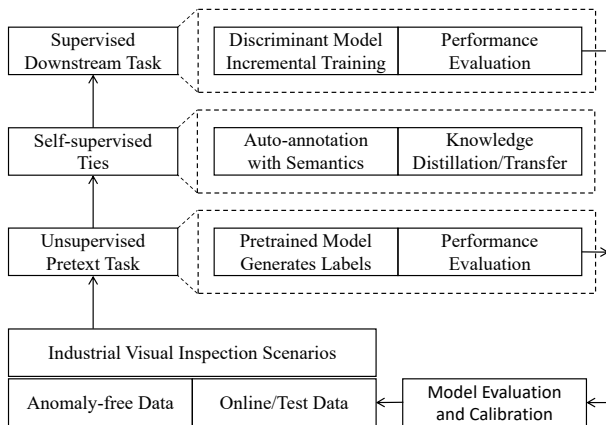 Supervised
Downstream Task
Discriminant Model
Incremental Training
Performance
Evaluation
Self-supervised
Ties
Auto-annotation
with Semantics
Knowledge
Distillation/Transfer
Unsupervised
Pretext Task
Pretrained Model
Generates Labels
Performance
Evaluation
Industrial Visual Inspection Scenarios
Anomaly-free Data
Online/Test Data
Model Evaluation
and Calibration